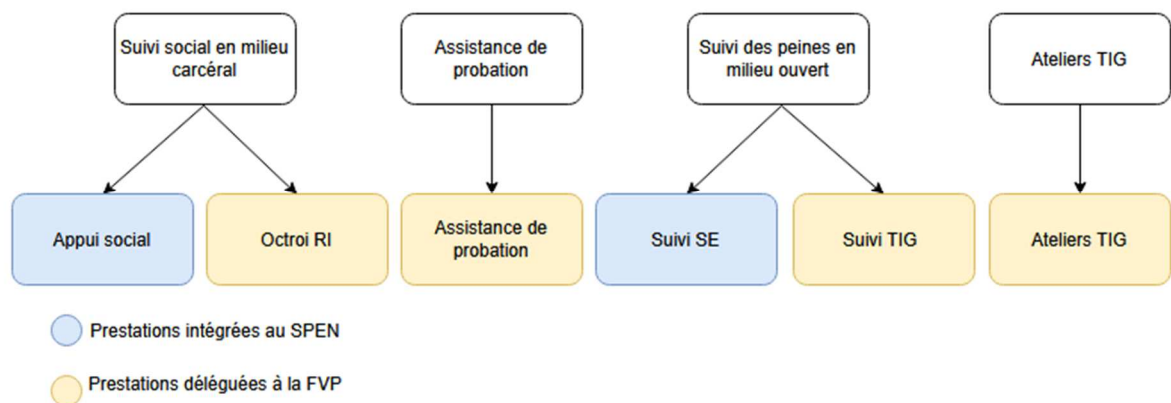 Suivi social en milieu
carcéral
Assistance de
probation
Suivi des peines en
milieu ouvert
Ateliers TIG
Appui social
Octroi RI
Assistance de
probation
Suivi SE
Suivi TIG
Ateliers TIG
Prestations intégrées au SPEN
Prestations déléguées à la FVP